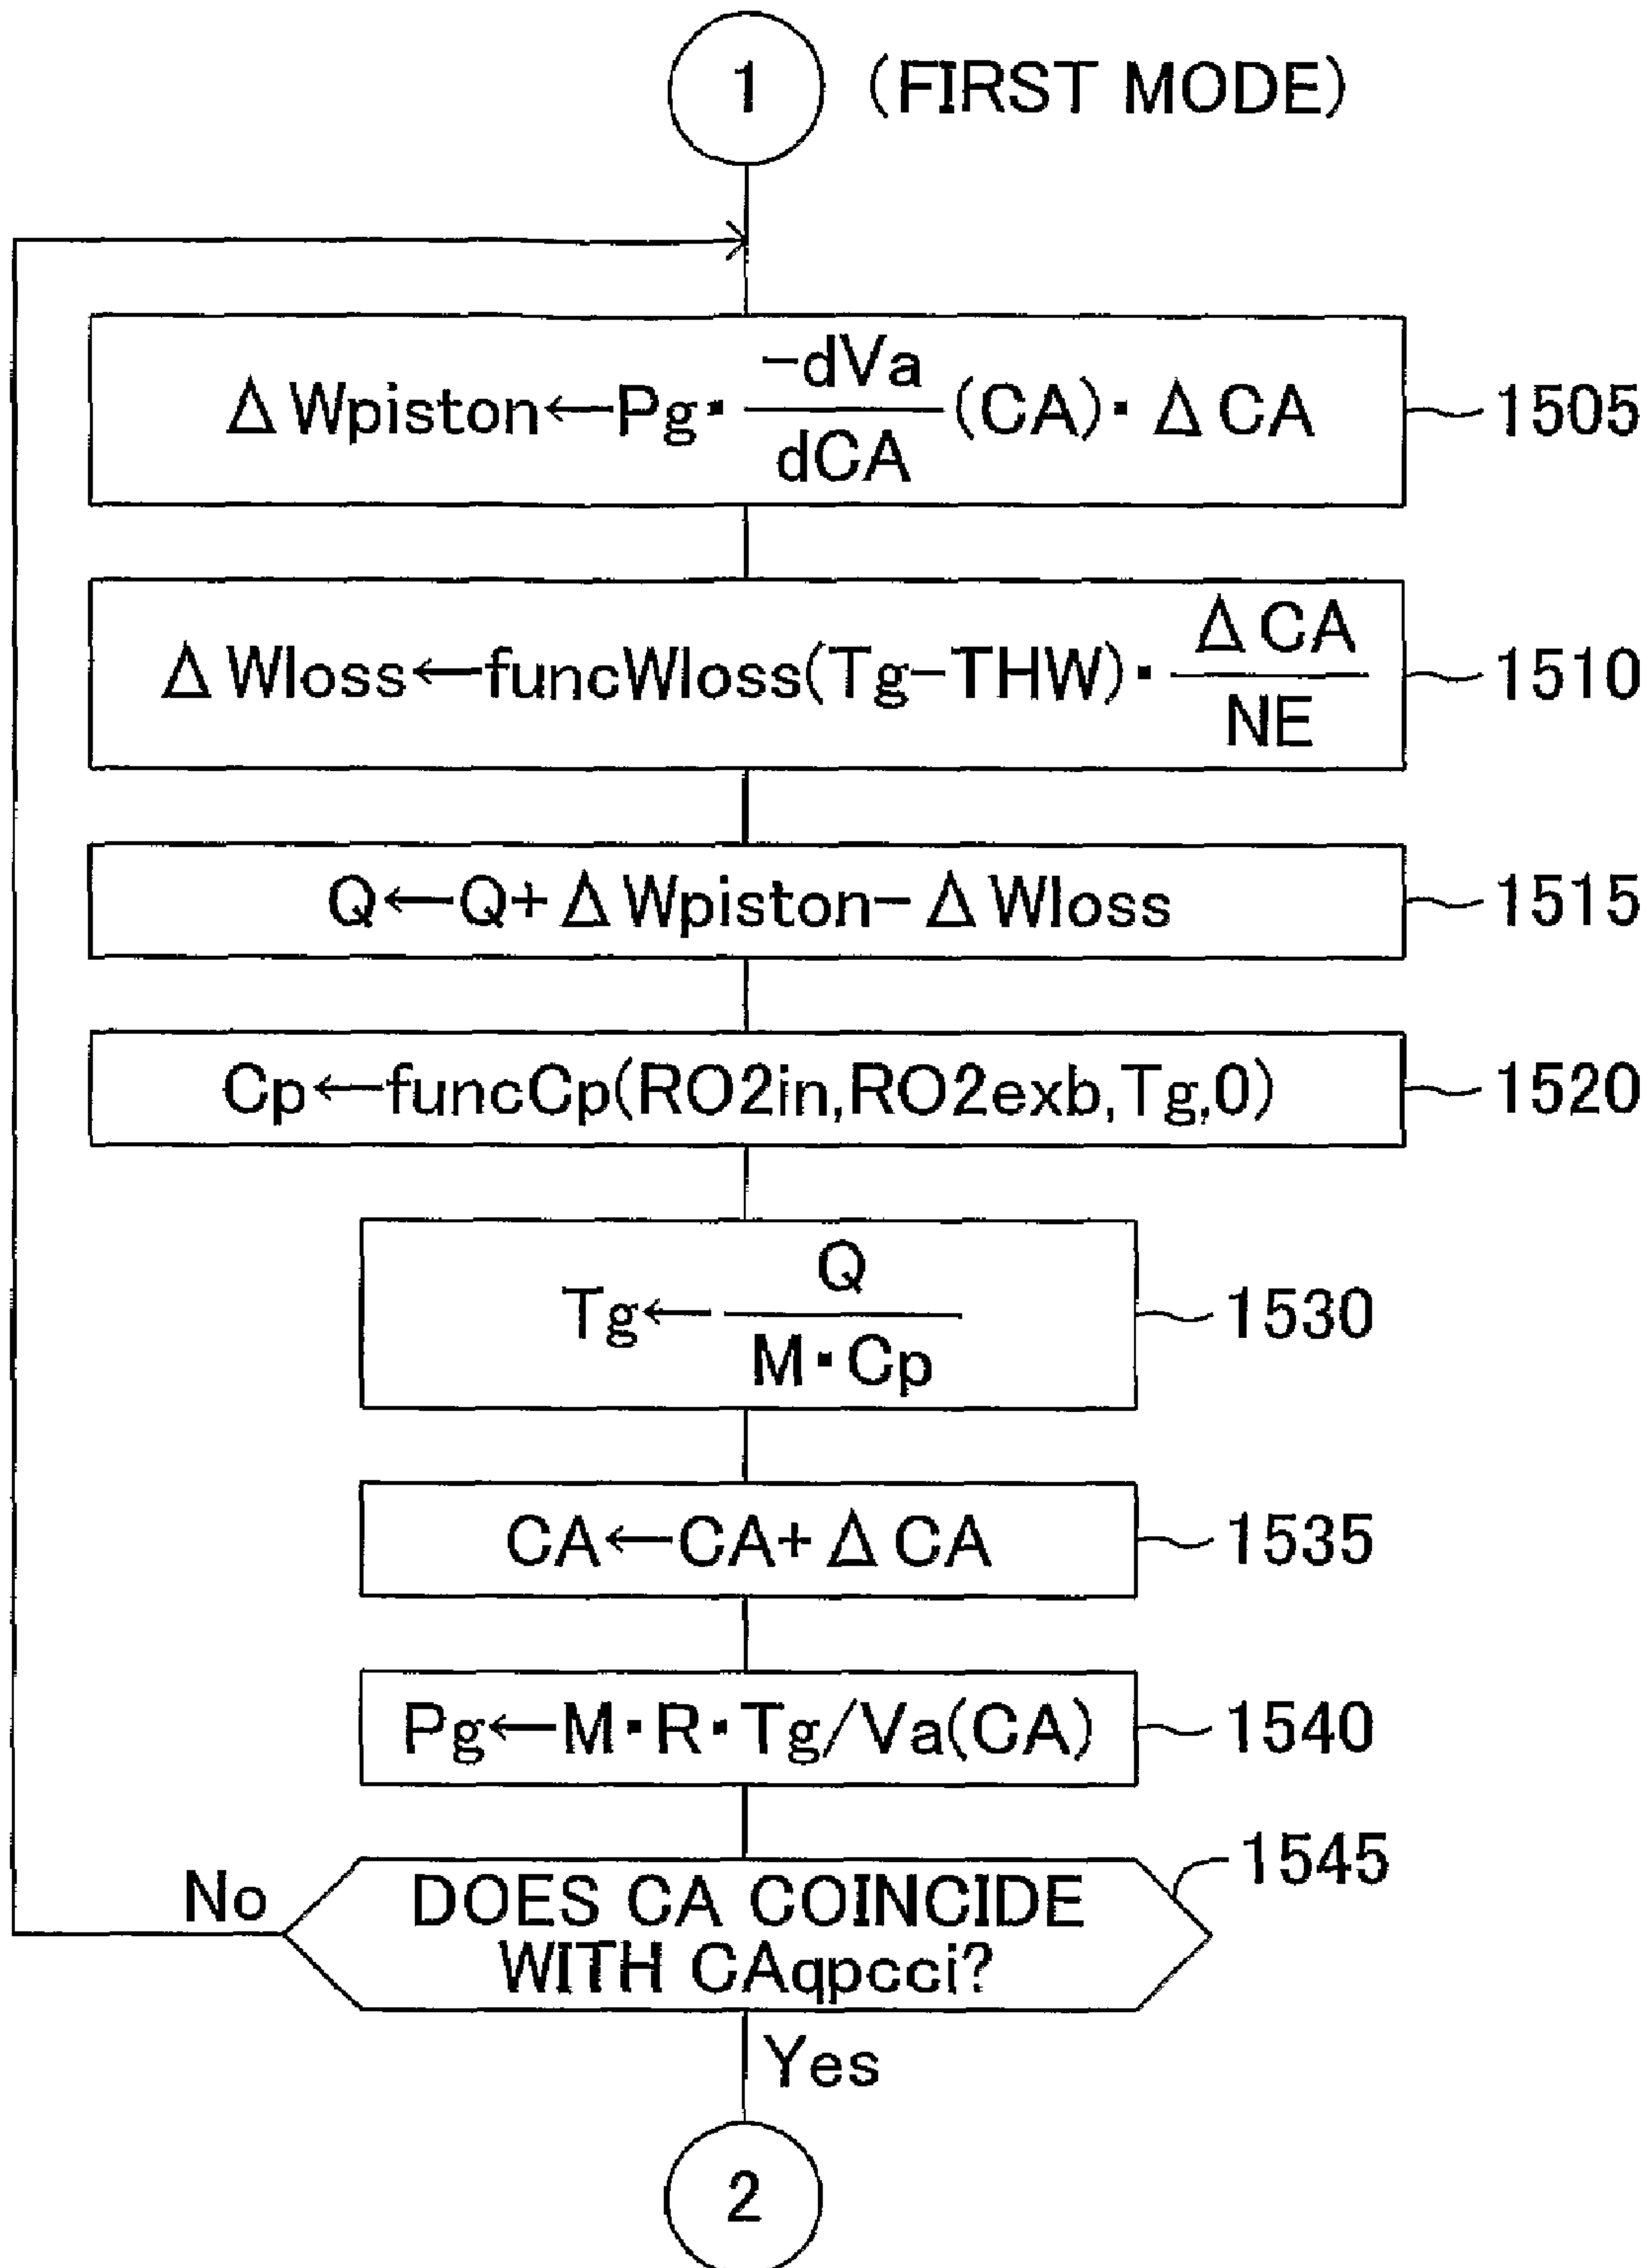 1 (FIRST MODE)
ΔWpiston←Pg·-dVa/dCA(CA)·ΔCA 1505
ΔWloss←funcWloss(Tg-THW)·ΔCA/NE 1510
Q←Q+ΔWpiston-ΔWloss 1515
Cp←funcCp(RO2in,RO2exb,Tg,0) 1520
Tg←Q/M·Cp 1530
CA←CA+ΔCA 1535
Pg←M·R·Tg/Va(CA) 1540
1545
No
DOES CA COINCIDE
WITH CAqpcci?
Yes
2